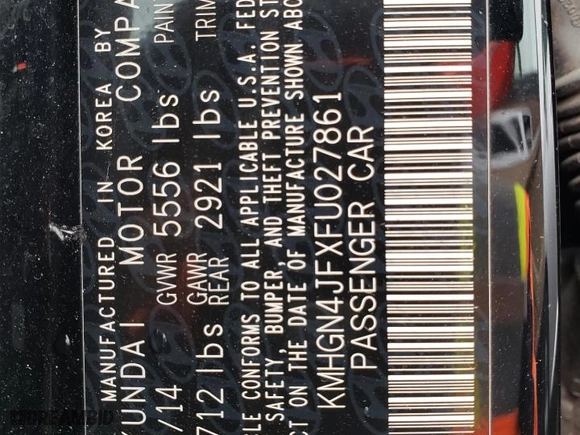 MANUFACTURED IN KOREA BY
YUNDAI MOTOR COMPA
/14 GVWR 5556 lbs PAIN
GAWR
712 lbs REAR 2921 lbs TRIM
LE CONFORMS TO ALL APPLICABLE U.S.A. FED
SAFETY, BUMPER, AND THEFT PREVENTION ST
CT ON THE DATE OF MANUFACTURE SHOWN ABO
KMHGN4JFXFU027861
PASSENGER CAR
DREAMBID